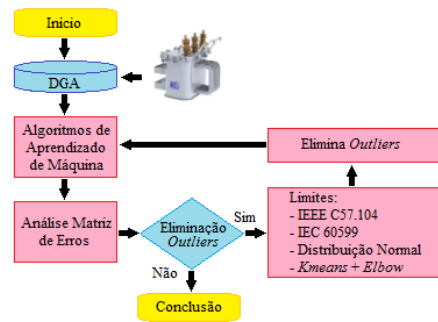 Início
DGA
Algoritmos de
Aprendizado
de Máquina
Elimina Outliers
Análise Matriz
de Erros
Eliminação
Outliers
Sim
Não
Limites:
- IEEE C57.104
- IEC 60599
- Distribuição Normal
- Kmeans + Elbow
Conclusão